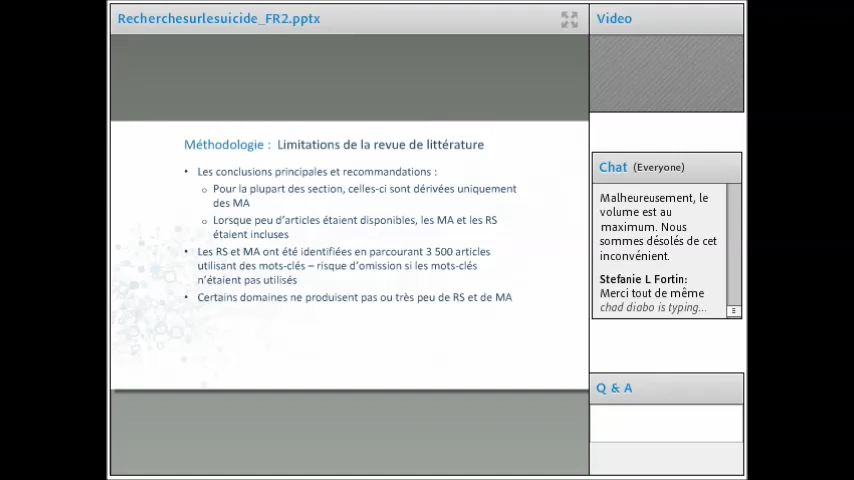 Recherchesurlesuicide_FR2.pptx
Méthodologie : Limitations de la revue de littérature
• Les conclusions principales et recommandations :
o Pour la plupart des section, celles-ci sont dérivées uniquement
des MA
o Lorsque peu d'articles étaient disponibles, les MA et les RS
étaient incluses
• Les RS et MA ont été identifiées en parcourant 3 500 articles
utilisant des mots-clés – risque d'omission si les mots-clés
n'étaient pas utilisés
• Certains domaines ne produisent pas ou très peu de RS et de MA
Video
Chat (Everyone)
Malheureusement, le
volume est au
maximum. Nous
sommes désolés de cet
inconvénient.
Stefanie L Fortin:
Merci tout de même
chad diabo is typing...
Q & A